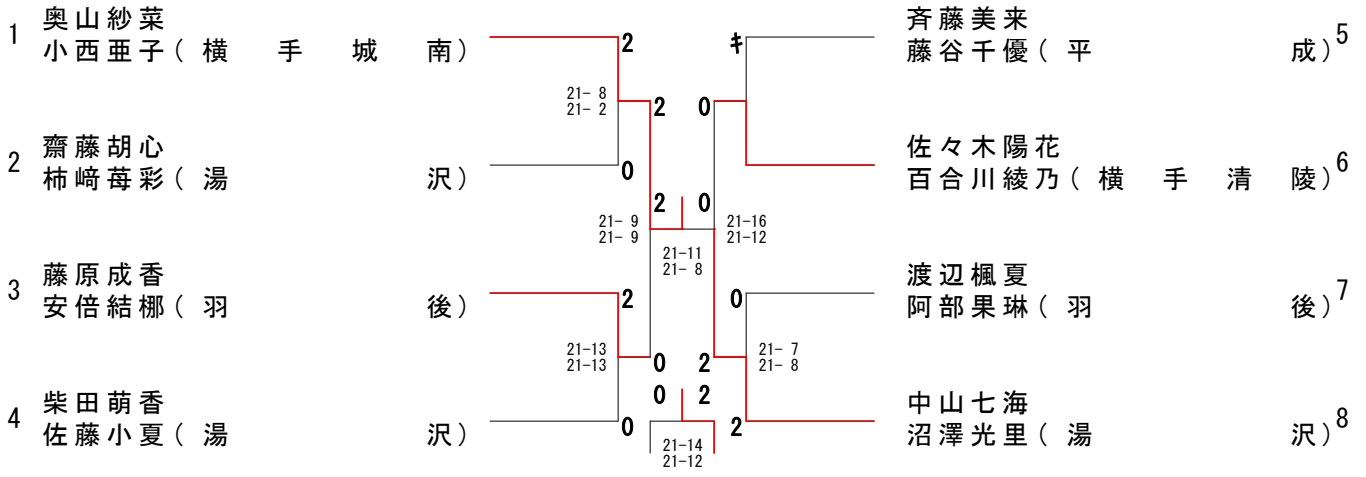 1
奥山紗菜
小西亜子(横手城南)
2
齋藤胡心
柿﨑苺彩(湯沢)
3
藤原成香
安倍結梛(羽後)
4
柴田萌香
佐藤小夏(湯沢)
2
21- 8
21- 2
0
2
21- 9
21- 9
2
21-13
21-13
0
0
2 0
21-11
21- 8
0 2
21-14
21-12
キ
0
21-16
21-12
0
2
21- 7
21- 8
2
斉藤美来
藤谷千優(平成)
5
佐々木陽花
百合川綾乃(横手清陵)
6
渡辺楓夏
阿部果琳(羽後)
7
中山七海
沼澤光里(湯沢)
8